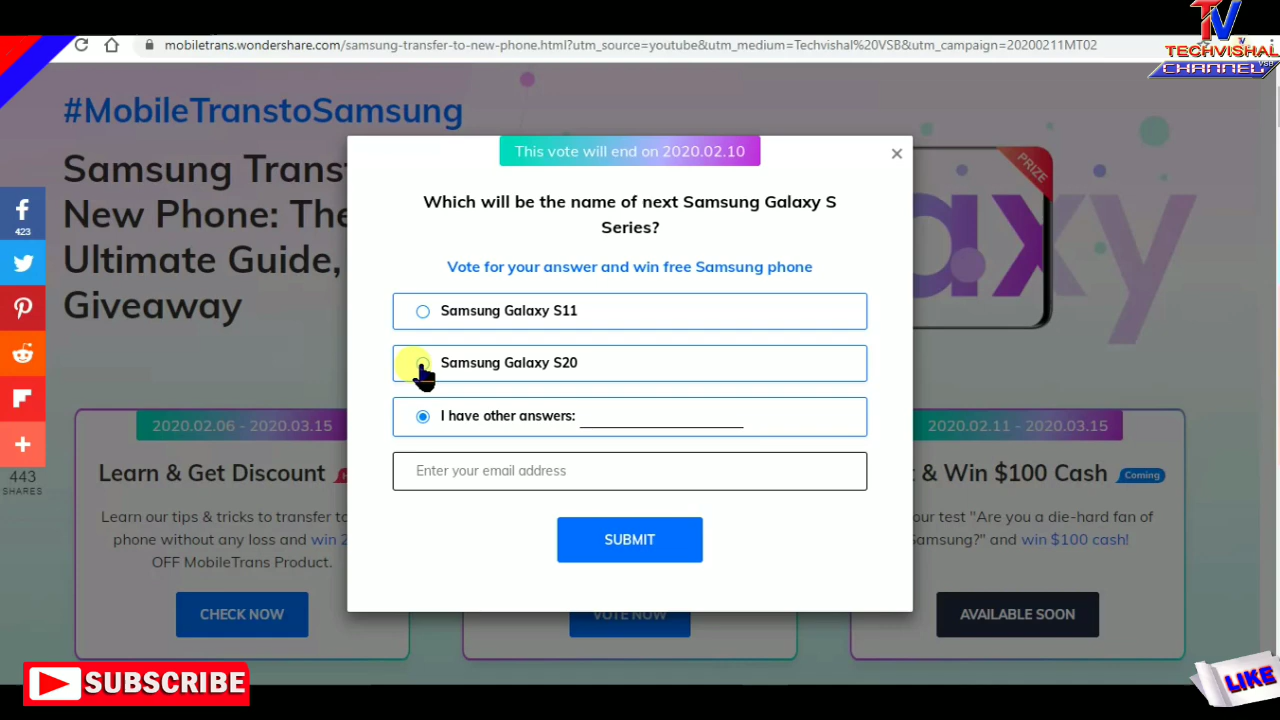 TV
TECHVISHAL
VSB
CHANNEL
mobiletrans.wondershare.com/samsung-transfer-to-new-phone.html?utm_source=youtube&utm_medium=Techvishal%20VSB&utm_campaign=20200211MT02
#MobileTranstoSamsung
Samsung Trans
New Phone: The
Ultimate Guide,
Giveaway
PRIZE
axy
423
443
SHARES
This vote will end on 2020.02.10
×
Which will be the name of next Samsung Galaxy S
Series?
Vote for your answer and win free Samsung phone
Samsung Galaxy S11
Samsung Galaxy S20
I have other answers:
Enter your email address
SUBMIT
2020.02.06 - 2020.03.15
Learn & Get Discount
Learn our tips & tricks to transfer to
phone without any loss and win 2
OFF MobileTrans Product.
CHECK NOW
VOTE NOW
2020.02.11 - 2020.03.15
& Win $100 Cash
Coming
our test "Are you a die-hard fan of
Samsung?" and win $100 cash!
AVAILABLE SOON
SUBSCRIBE
LIKE